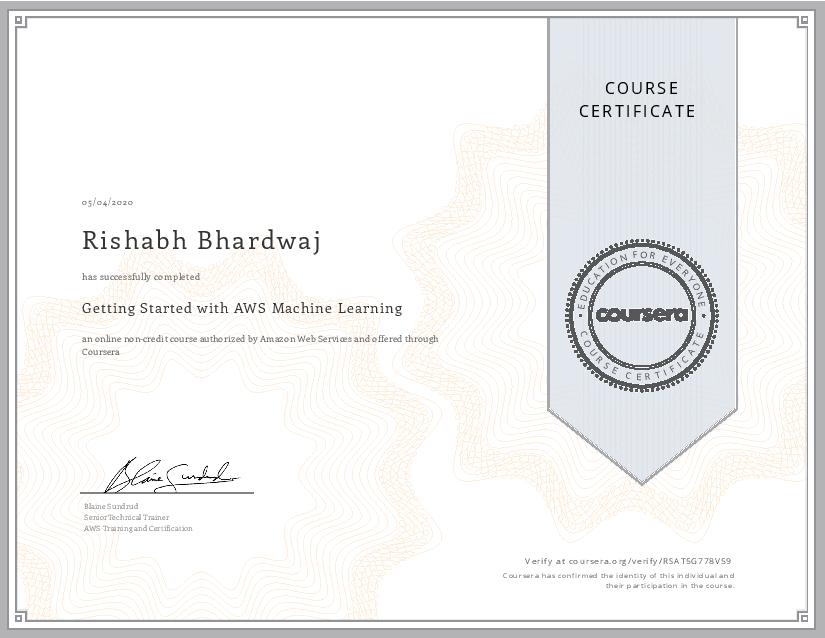 COURSE
CERTIFICATE
05/04/2020
Rishabh Bhardwaj
has successfully completed
Getting Started with AWS Machine Learning
an online non-credit course authorized by Amazon Web Services and offered through
Coursera
EDUCATION FOR EVERYONE
coursera
COURSE CERTIFICATE
Blaine Sundrud
Blaine Sundrud
Senior Technical Trainer
AWS Training and Certification
Verify at coursera.org/verify/RSAT5G778V59
Coursera has confirmed the identity of this individual and
their participation in the course.